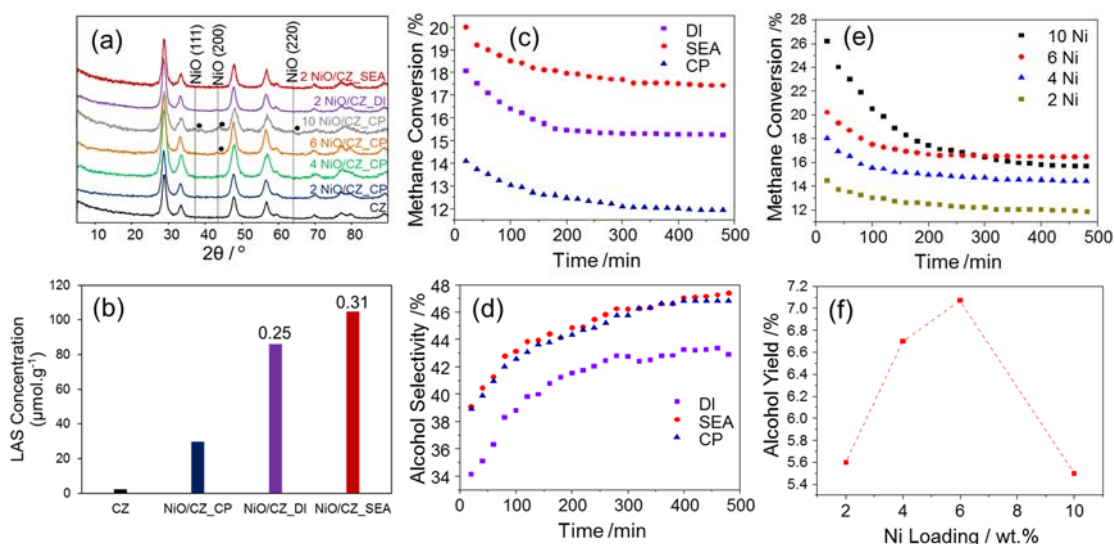 (a)
NiO (111)
NiO (200)
NiO (220)
2 NiO/CZ_SEA
2 NiO/CZ_DI
10 NiO/CZ_CP
6 NiO/CZ_CP
4 NiO/CZ_CP
2 NiO/CZ_CP
CZ
10 20 30 40 50 60 70 80
2θ / °
(c)
Methane Conversion /%
20
19
18
17
16
15
14
13
12
DI
SEA
CP
0 100 200 300 400 500
Time /min
(e)
Methane Conversion /%
28
26
24
22
20
18
16
14
12
10 Ni
6 Ni
4 Ni
2 Ni
0 100 200 300 400 500
Time /min
(b)
LAS Concentration
(μmol.g⁻¹)
120
100
80
60
40
20
0
0.25
0.31
CZ NiO/CZ_CP NiO/CZ_DI NiO/CZ_SEA
(d)
Alcohol Selectivity /%
48
46
44
42
40
38
36
34
DI
SEA
CP
0 100 200 300 400 500
Time /min
(f)
Alcohol Yield /%
7.2
7.0
6.8
6.6
6.4
6.2
6.0
5.8
5.6
5.4
2 4 6 8 10
Ni Loading / wt.%